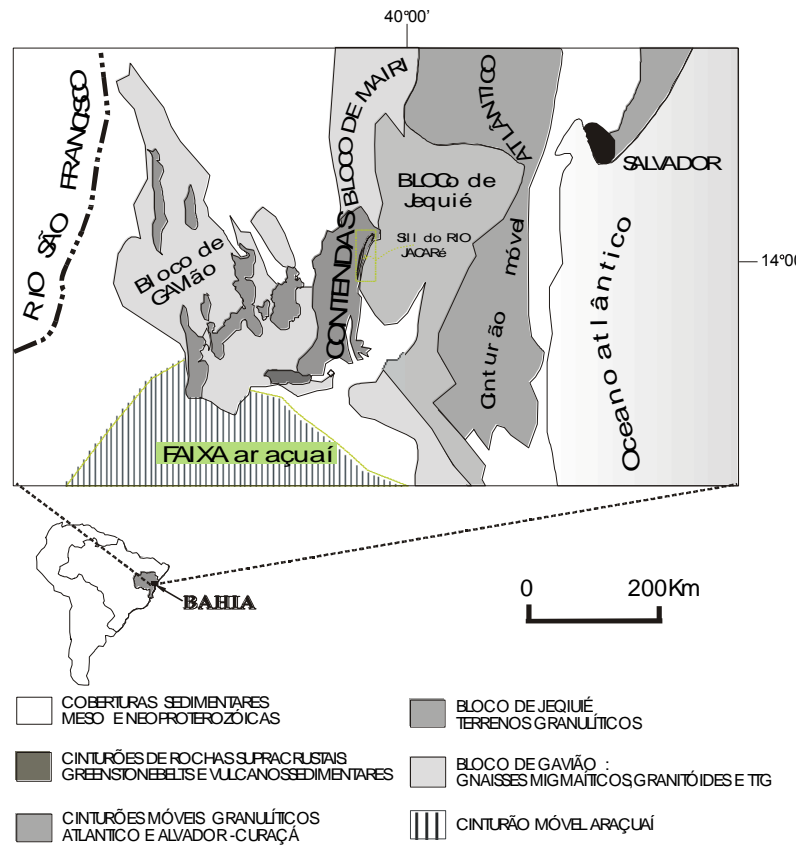 40°00'
RIO SÃO FRANCISCO
BLOCO DE MAIRI
ATLÂNTICO
SALVADOR
BLOCo de
Jequié
Sill do RIO
JACARé
Bloco de
GAVIão
CONTENDAS
móvel
Cinturão
14°00'
Oceano atlântico
FAIXA araçuaí
BAHIA
0 200Km
COBERTURAS SEDIMENTARES
MESO E NEOPROTEROZÓICAS
CINTURÕES DE ROCHAS SUPRACRUSTAIS
GREENSTONEBELTS E VULCANOSSEDIMENTARES
CINTURÕES MÓVEIS GRANULÍTICOS
ATLANTICO E ALVADOR-CURAÇÁ
BLOCO DE JEQIUIÉ
TERRENOS GRANULÍTICOS
BLOCO DE GAVIÃO :
GNAISSES MIGMAÍTICOS, GRANITÓIDES E TTG
CINTURÃO MÓVEL ARAÇUAÍ